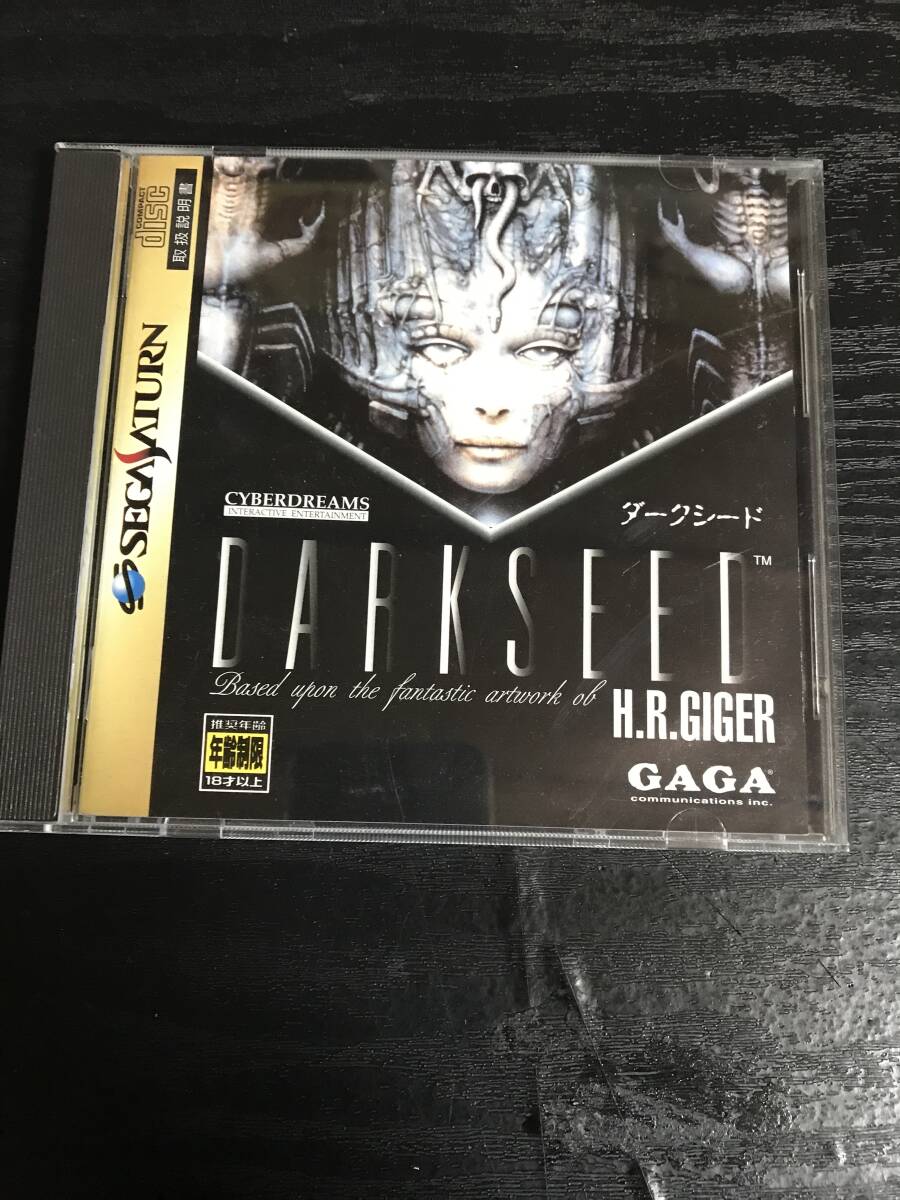 COMPACT
disc
取扱説明書
SEGA SATURN
CYBERDREAMS
INTERACTIVE ENTERTAINMENT
ダークシード
DARKSEED™
Based upon the fantastic artwork of
H.R.GIGER
推奨年齢
年齢制限
18才以上
GAGA®
communications inc.